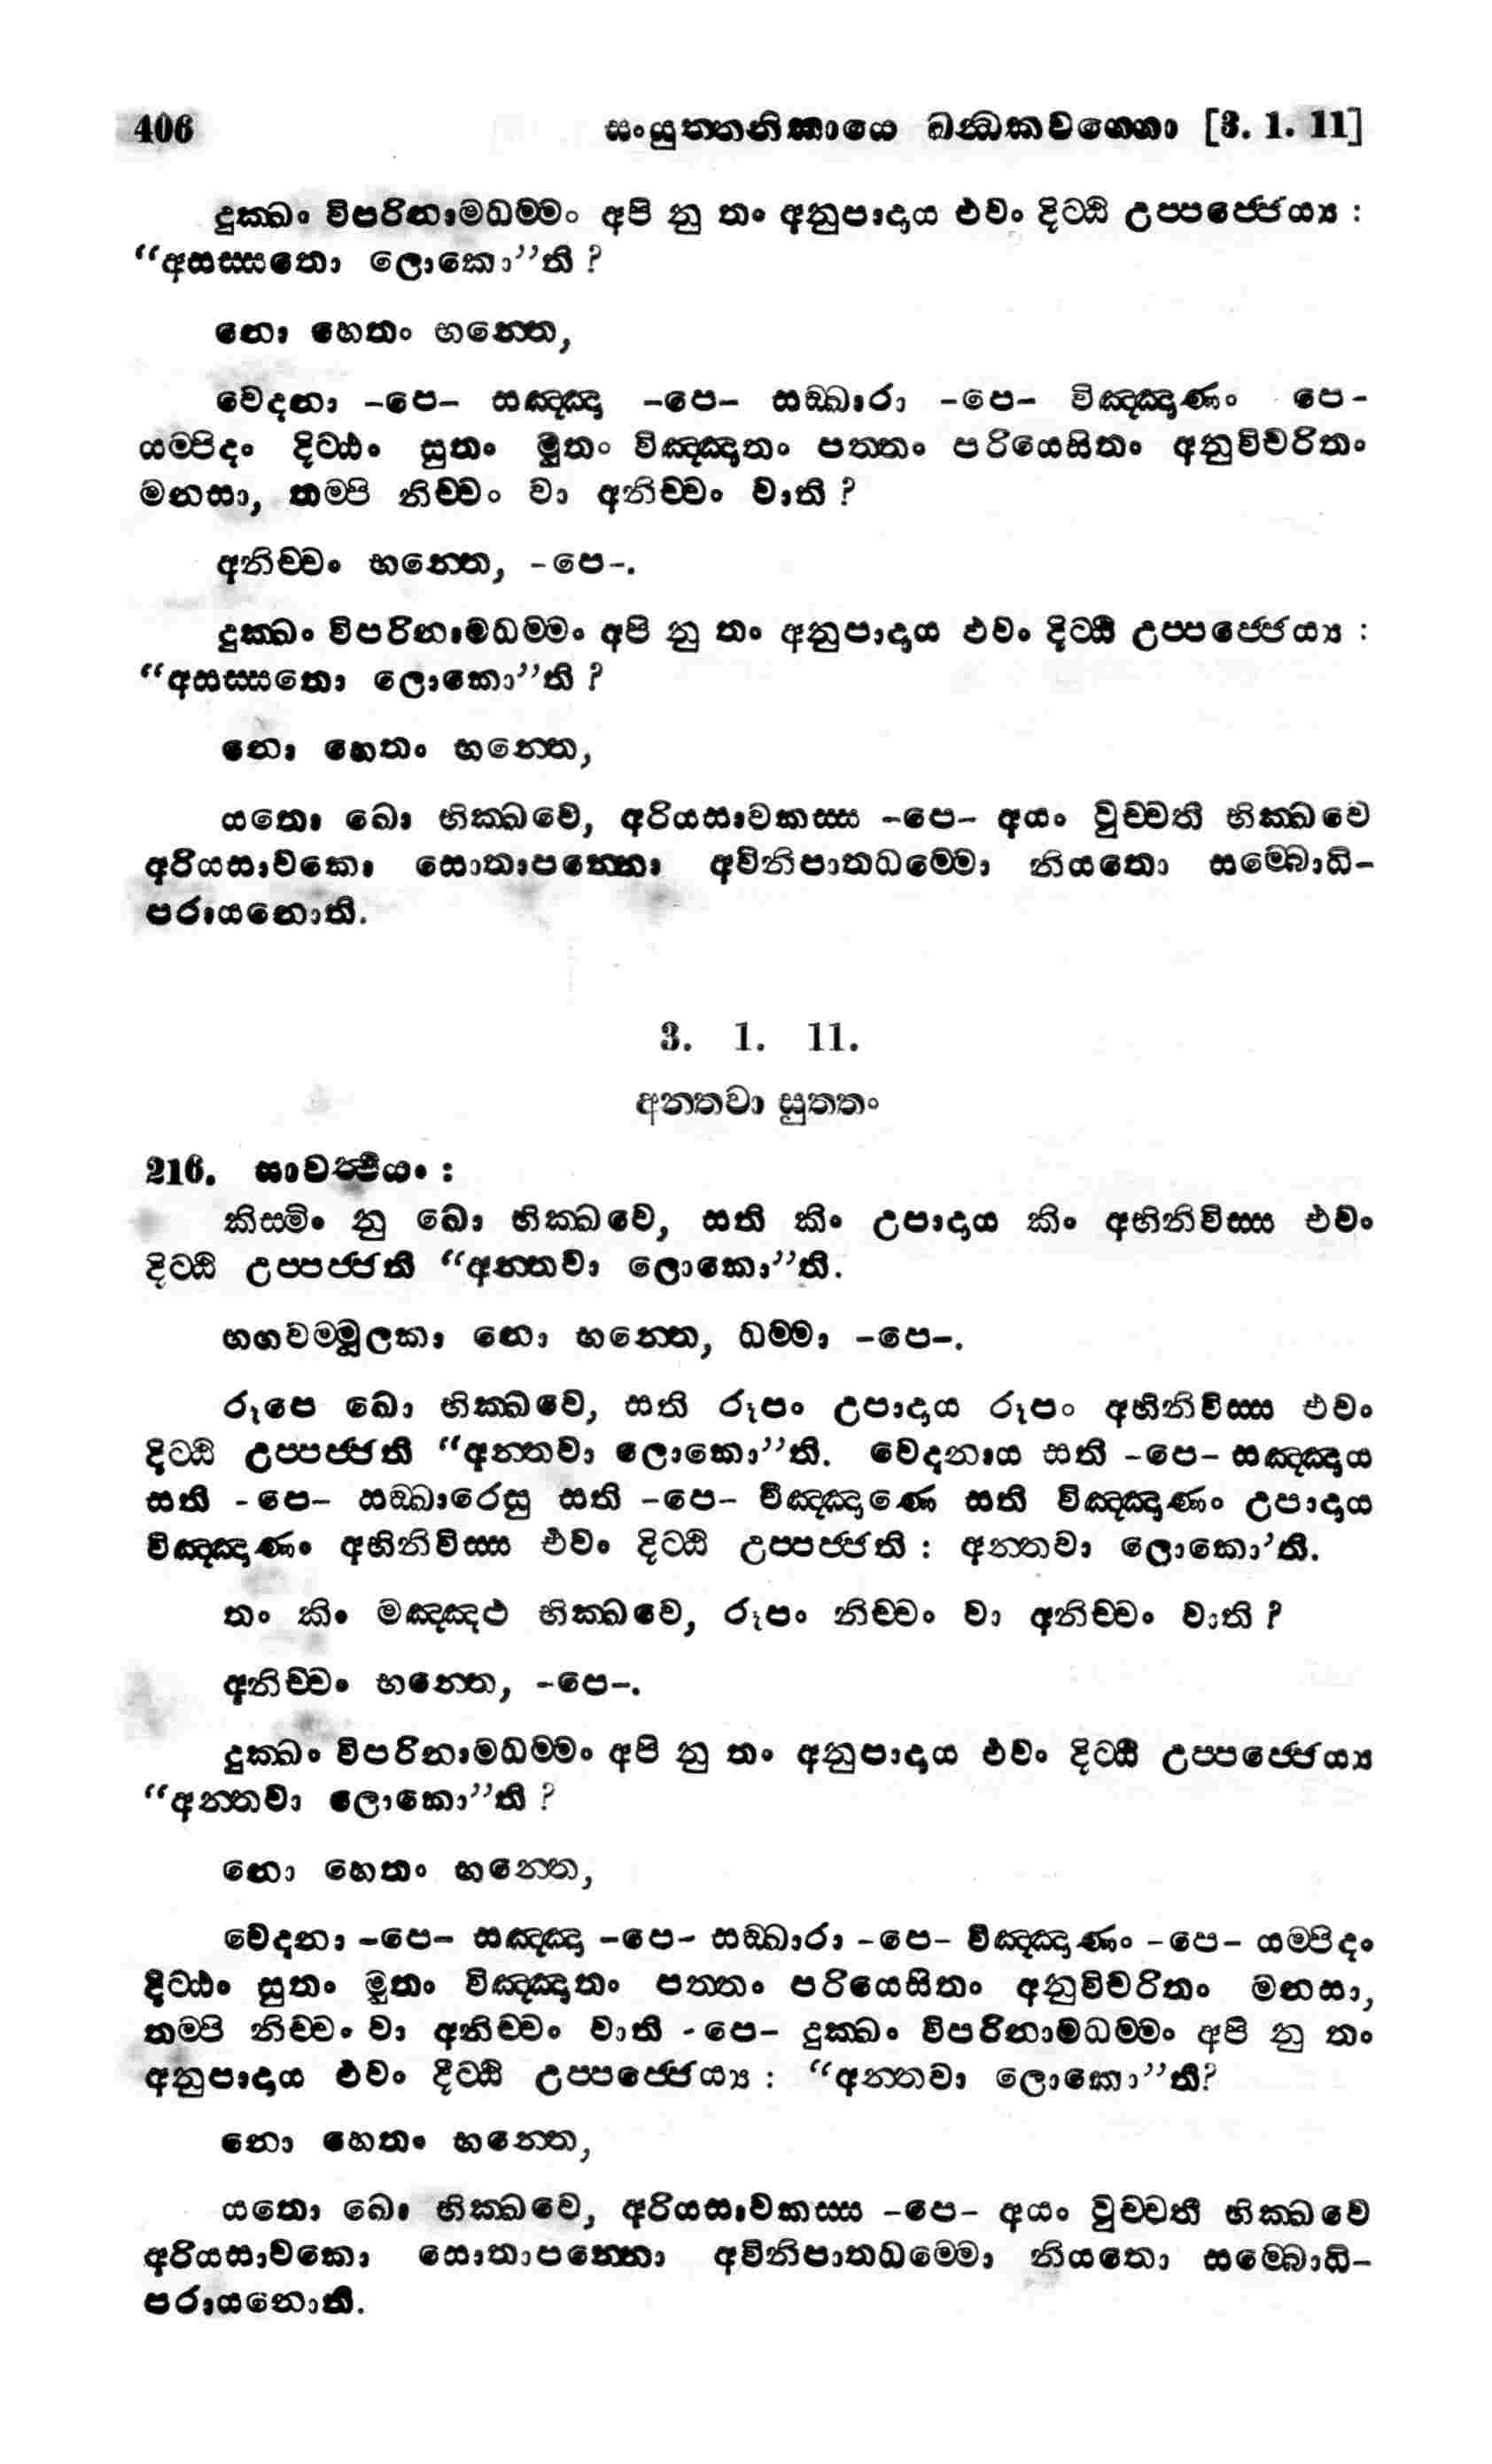 406 සංයුත්තනිකායෙ ඛන්ධකවග්ගො [3. 1. 11]
දුක්ඛං විපරිනාමධම්මං අපි නු තං අනුපාදාය එවං දිට්ඨි උප්පජ්ජෙය්‍ය :
“අසස්සතො ලොකො”ති ?
නො හෙතං භන්තෙ,
වෙදනා -පෙ- සඤ්ඤා -පෙ- සඞ්ඛාරා -පෙ- විඤ්ඤාණං පෙ-
යම්පිදං දිට්ඨං සුතං මුතං විඤ්ඤාතං පත්තං පරියෙසිතං අනුවිචරිතං
මනසා, තම්පි නිච්චං වා අනිච්චං වාති ?
අනිච්චං භන්තෙ, -පෙ-.
දුක්ඛං විපරිනාමධම්මං අපි නු තං අනුපාදාය එවං දිට්ඨි උප්පජ්ජෙය්‍ය :
“අසස්සතො ලොකො”ති ?
නො හෙතං භන්තෙ,
යතො ඛො භික්ඛවෙ, අරියසාවකස්ස -පෙ- අයං වුච්චති භික්ඛවෙ
අරියසාවකො සොතාපන්නො අවිනිපාතධම්මො නියතො සම්බොධි-
පරායනොති.
3. 1. 11.
අන්තවා සුත්තං
216. සාවත්ථියං :
කිස්මිං නු ඛො භික්ඛවෙ, සති කිං උපාදාය කිං අභිනිවිස්ස එවං
දිට්ඨි උප්පජ්ජති “අන්තවා ලොකො”ති.
භගවම්මූලකා නො භන්තෙ, ධම්මා -පෙ-.
රූපෙ ඛො භික්ඛවෙ, සති රූපං උපාදාය රූපං අභිනිවිස්ස එවං
දිට්ඨි උප්පජ්ජති “අන්තවා ලොකො”ති. වෙදනාය සති -පෙ- සඤ්ඤාය
සති -පෙ- සඞ්ඛාරෙසු සති -පෙ- විඤ්ඤාණෙ සති විඤ්ඤාණං උපාදාය
විඤ්ඤාණං අභිනිවිස්ස එවං දිට්ඨි උප්පජ්ජති : අන්තවා ලොකො’ති.
තං කිං මඤ්ඤථ භික්ඛවෙ, රූපං නිච්චං වා අනිච්චං වාති ?
අනිච්චං භන්තෙ, -පෙ-.
දුක්ඛං විපරිනාමධම්මං අපි නු තං අනුපාදාය එවං දිට්ඨි උප්පජ්ජෙය්‍ය
“අන්තවා ලොකො”ති ?
නො හෙතං භන්තෙ,
වෙදනා -පෙ- සඤ්ඤා -පෙ- සඞ්ඛාරා -පෙ- විඤ්ඤාණං -පෙ- යම්පිදං
දිට්ඨං සුතං මුතං විඤ්ඤාතං පත්තං පරියෙසිතං අනුවිචරිතං මනසා,
තම්පි නිච්චං වා අනිච්චං වාති -පෙ- දුක්ඛං විපරිනාමධම්මං අපි නු තං
අනුපාදාය එවං දිට්ඨි උප්පජ්ජෙය්‍ය : “අන්තවා ලොකො”ති?
නො හෙතං භන්තෙ,
යතො ඛො භික්ඛවෙ, අරියසාවකස්ස -පෙ- අයං වුච්චති භික්ඛවෙ
අරියසාවකො සොතාපන්නො අවිනිපාතධම්මො නියතො සම්බොධි-
පරායනොති.